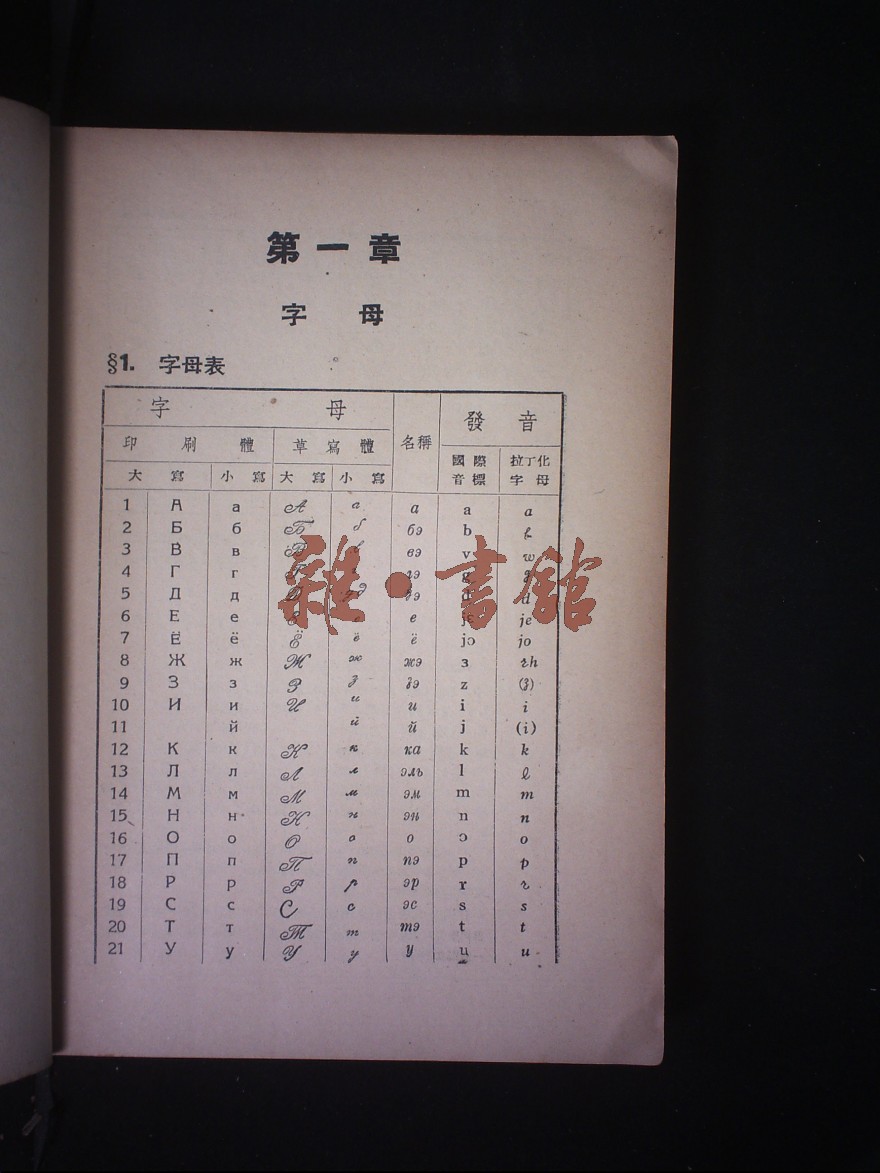 第一章
字 母
§1. 字母表
字 母 名稱 發 音
印 刷 體 草 寫 體 國際音標 拉丁化字母
大 寫 小 寫 大 寫 小 寫
1 А а А а а a a
2 Б б Б б бэ b b
3 В в В в вэ v w
4 Г г Г г гэ g g
5 Д д Д д дэ d d
6 Е е Е е е jɛ je
7 Ё ё Ё ё ё jɔ jo
8 Ж ж Ж ж жэ ɜ rh
9 З з З з зэ z (z)
10 И и И и и i i
11 й й й j (i)
12 К к К к ка k k
13 Л л Л л эль l l
14 М м М м эм m m
15 Н н Н н эн n n
16 О о О о о ɔ o
17 П п П п пэ p p
18 Р р Р р эр r r
19 С с С с эс s s
20 Т т Т т тэ t t
21 У у У у у u u
雜·書館